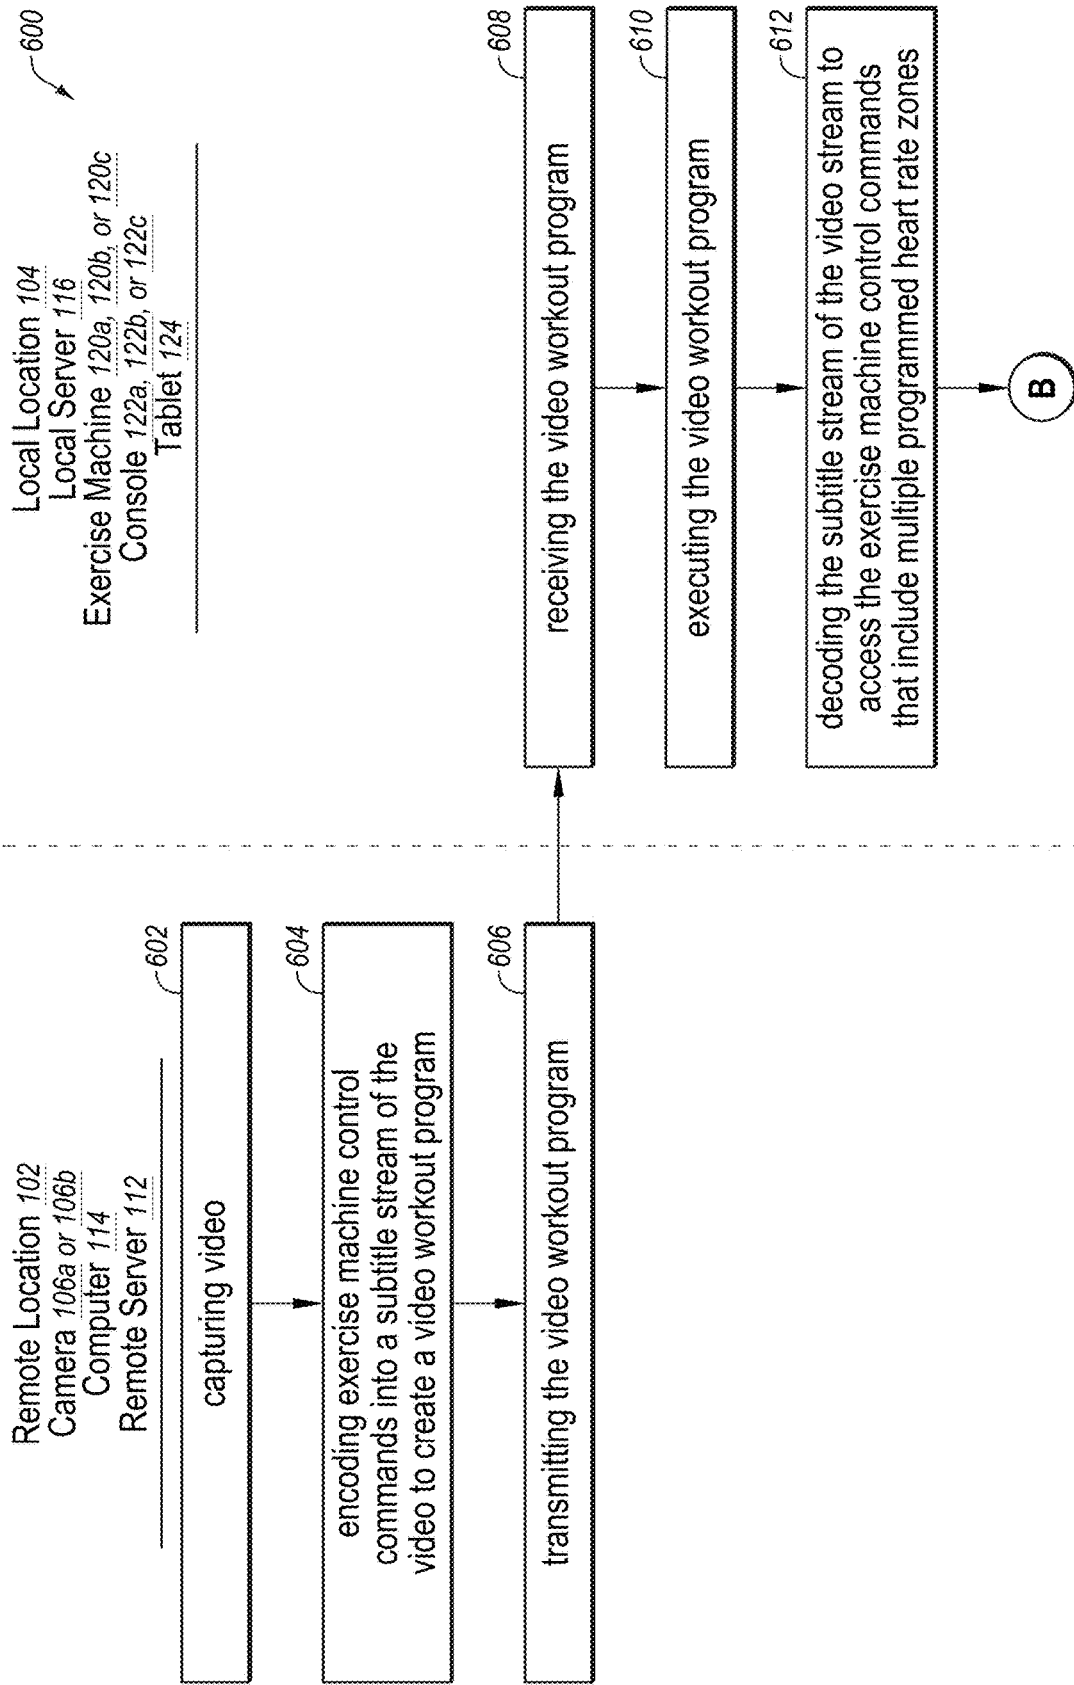 600
Remote Location 102
Camera 106a or 106b
Computer 114
Remote Server 112
602
capturing video
604
encoding exercise machine control
commands into a subtitle stream of the
video to create a video workout program
606
transmitting the video workout program
Local Location 104
Local Server 116
Exercise Machine 120a, 120b, or 120c
Console 122a, 122b, or 122c
Tablet 124
608
receiving the video workout program
610
executing the video workout program
612
decoding the subtitle stream of the video stream to
access the exercise machine control commands
that include multiple programmed heart rate zones
B